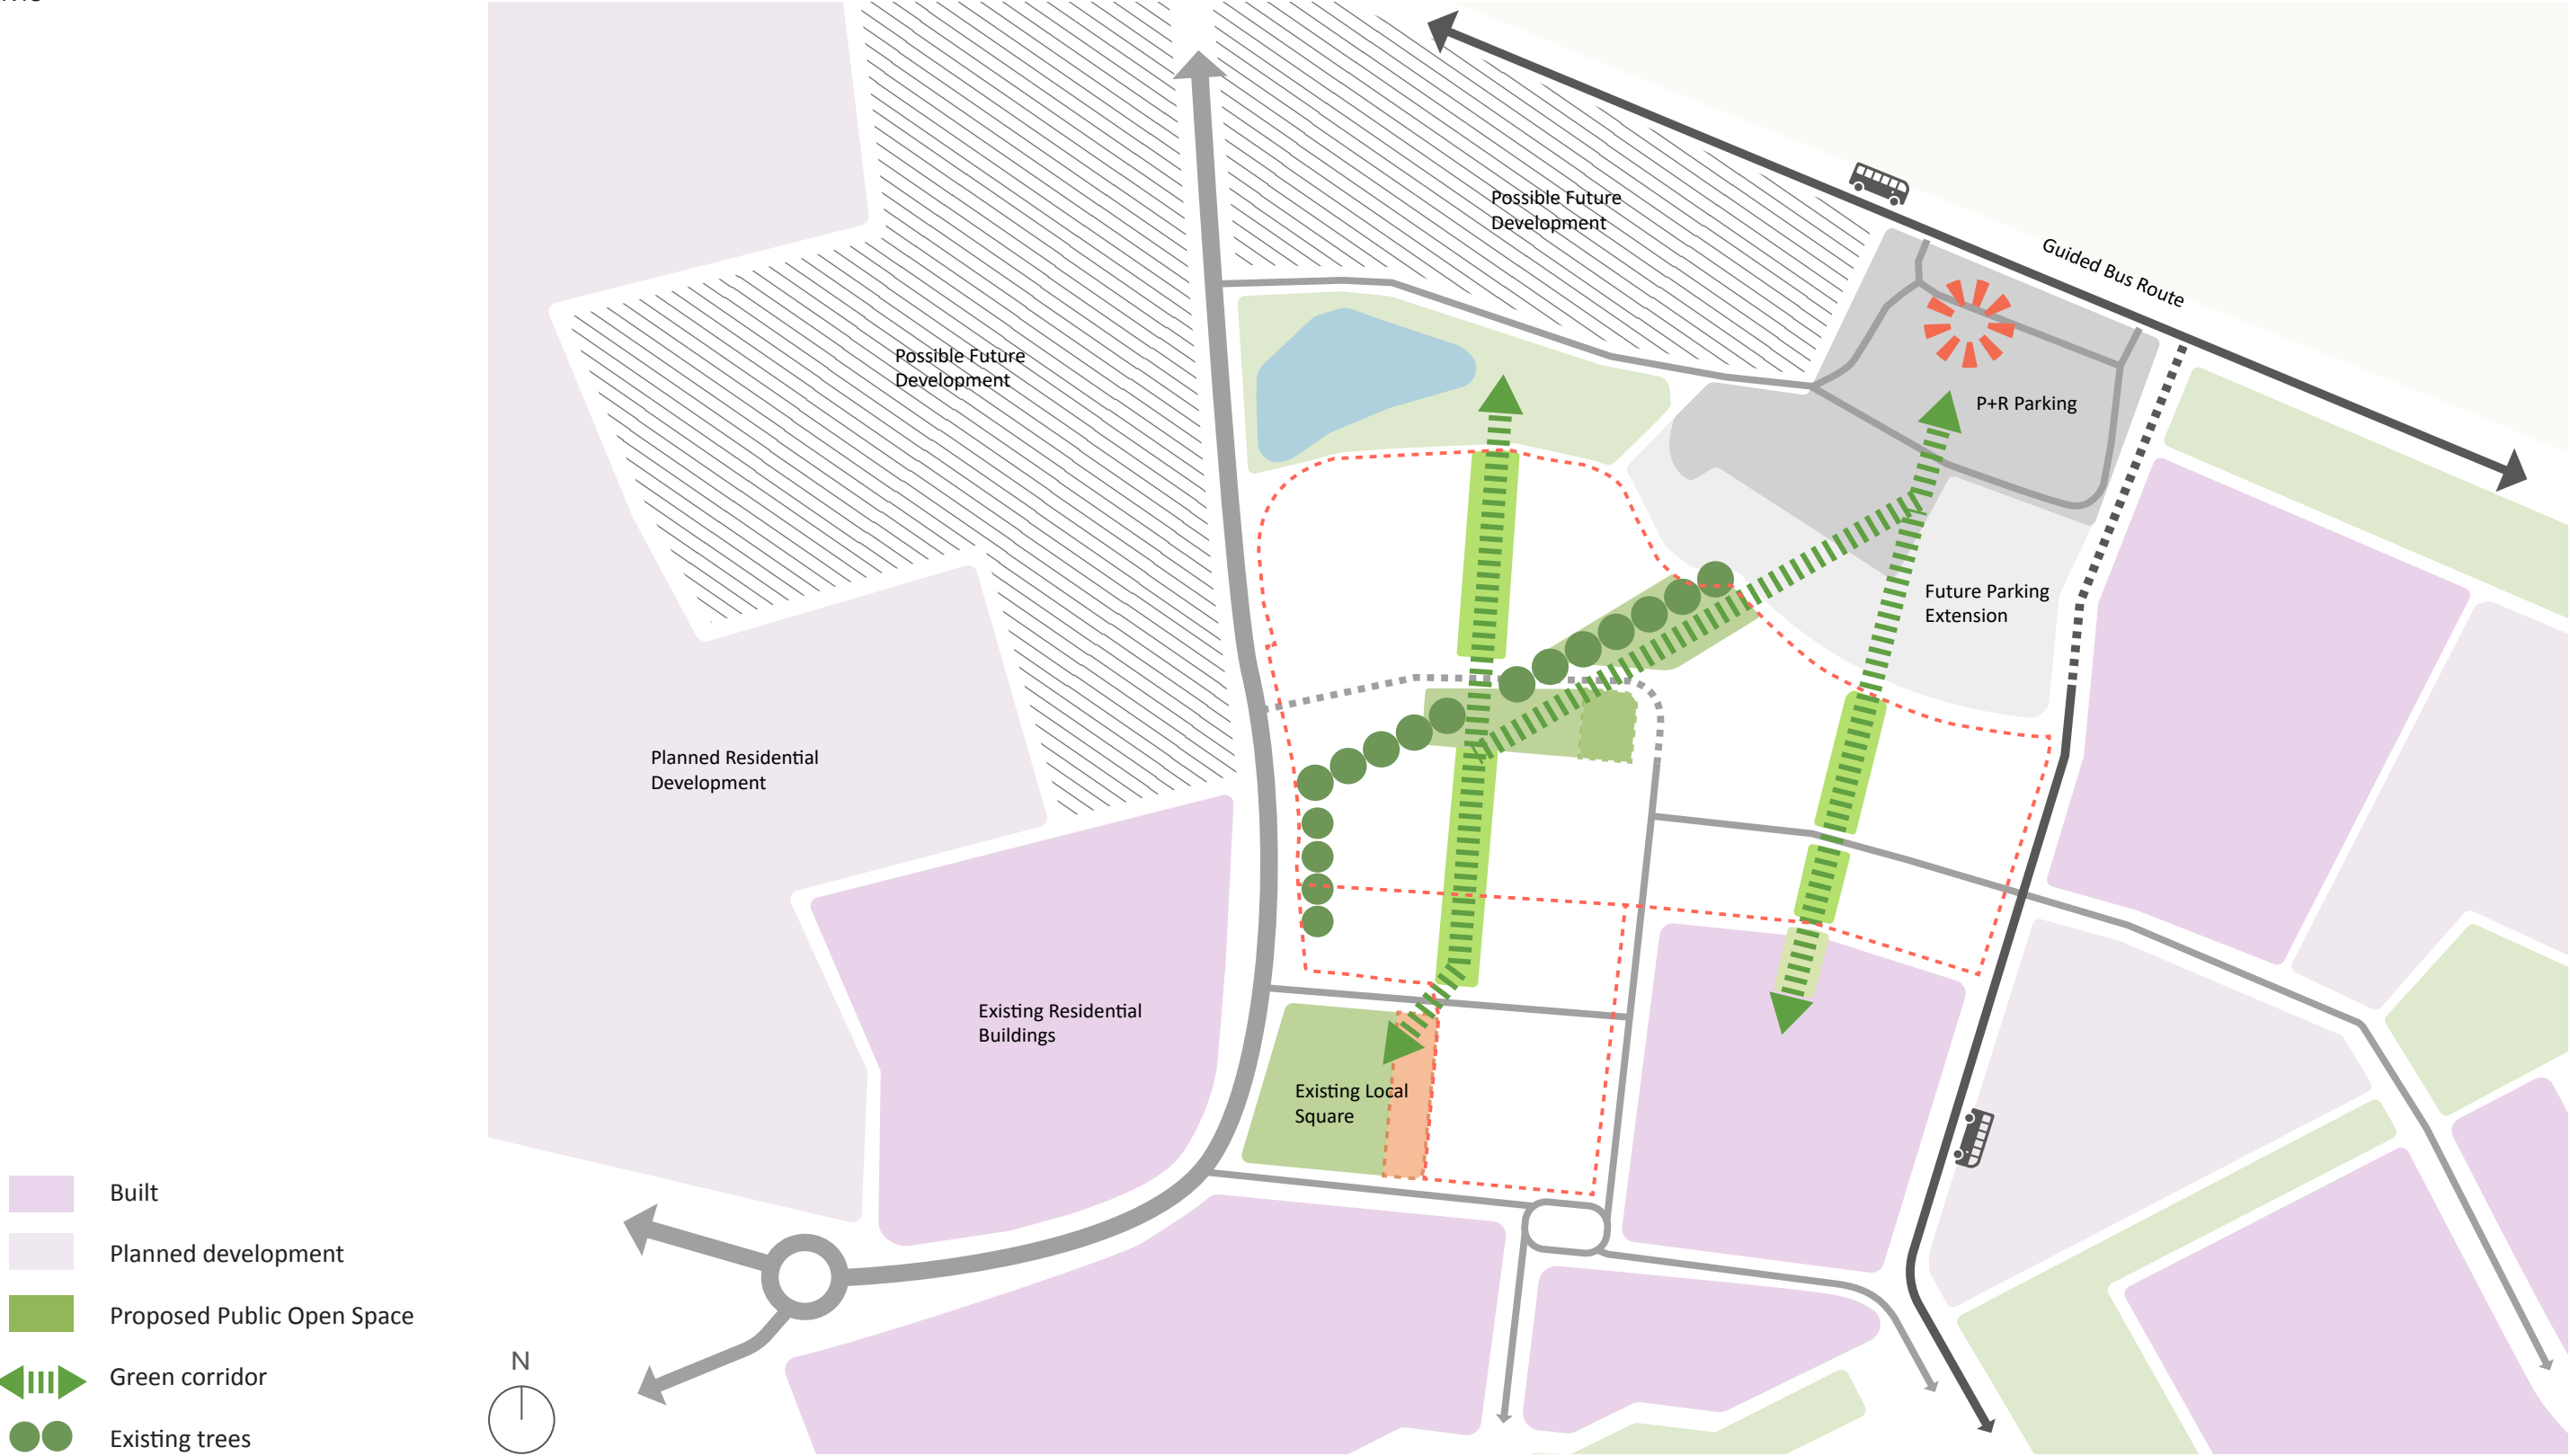 Possible Future
Development
Guided Bus Route
Possible Future
Development
P+R Parking
Future Parking
Extension
Planned Residential
Development
Existing Residential
Buildings
Existing Local
Square
Built
Planned development
Proposed Public Open Space
Green corridor
Existing trees
N